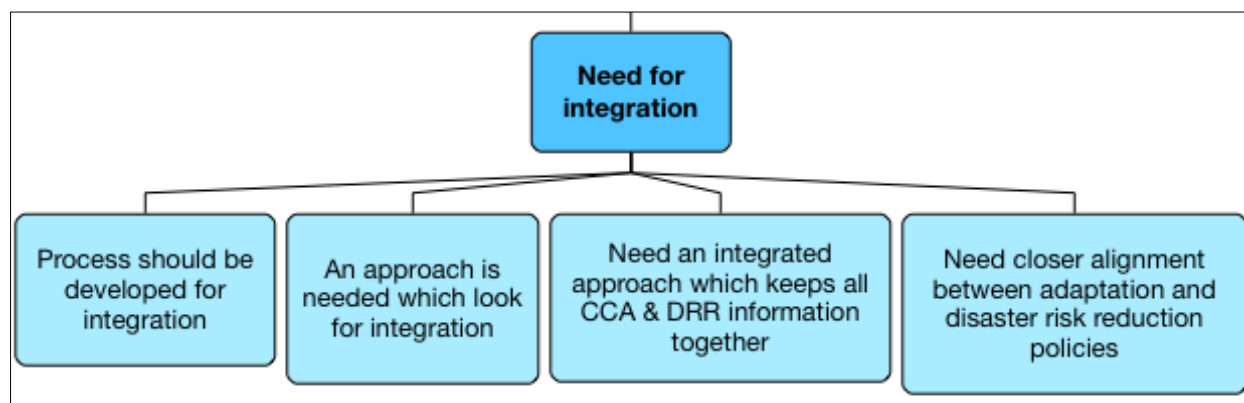 Need for
integration
Process should be
developed for
integration
An approach is
needed which look
for integration
Need an integrated
approach which keeps all
CCA & DRR information
together
Need closer alignment
between adaptation and
disaster risk reduction
policies